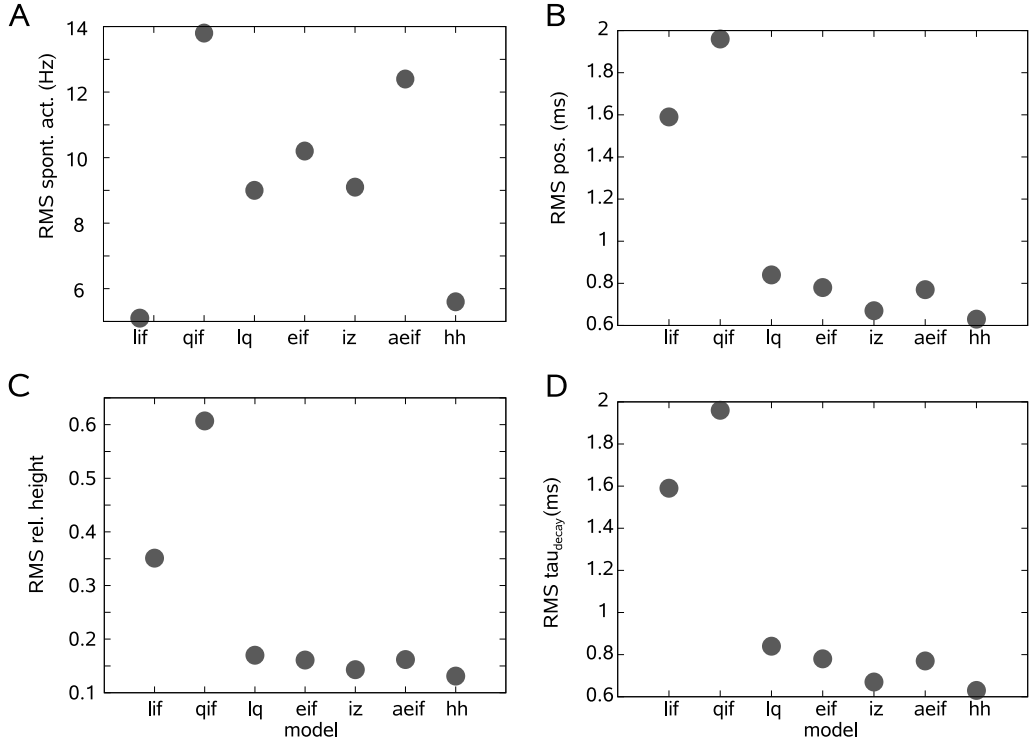 A
RMS spont. act. (Hz)
14
12
10
8
6
lif qif lq eif iz aeif hh
B
RMS pos. (ms)
2
1.8
1.6
1.4
1.2
1
0.8
0.6
lif qif lq eif iz aeif hh
C
RMS rel. height
0.6
0.5
0.4
0.3
0.2
0.1
lif qif lq eif iz aeif hh
model
D
RMS tau decay (ms)
2
1.8
1.6
1.4
1.2
1
0.8
0.6
lif qif lq eif iz aeif hh